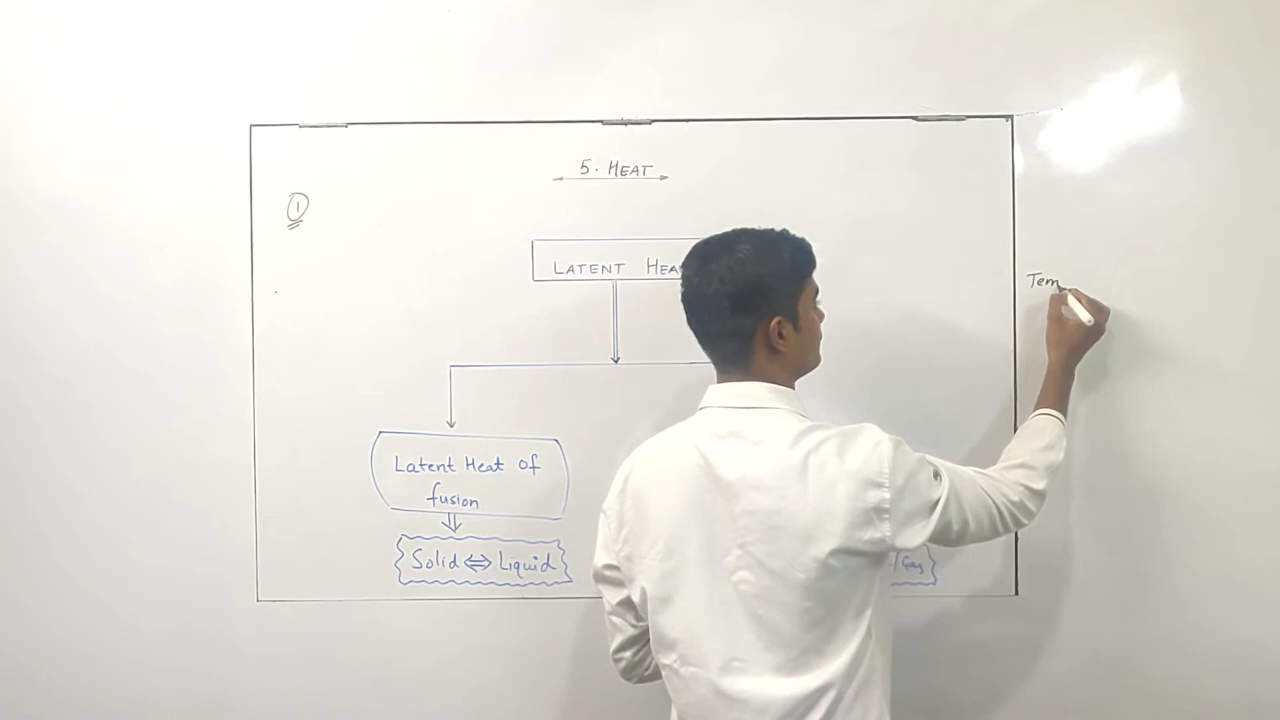 5. HEAT
1
LATENT HEA
Tem
Latent Heat of
fusion
Solid ⇔ Liquid
/Gas